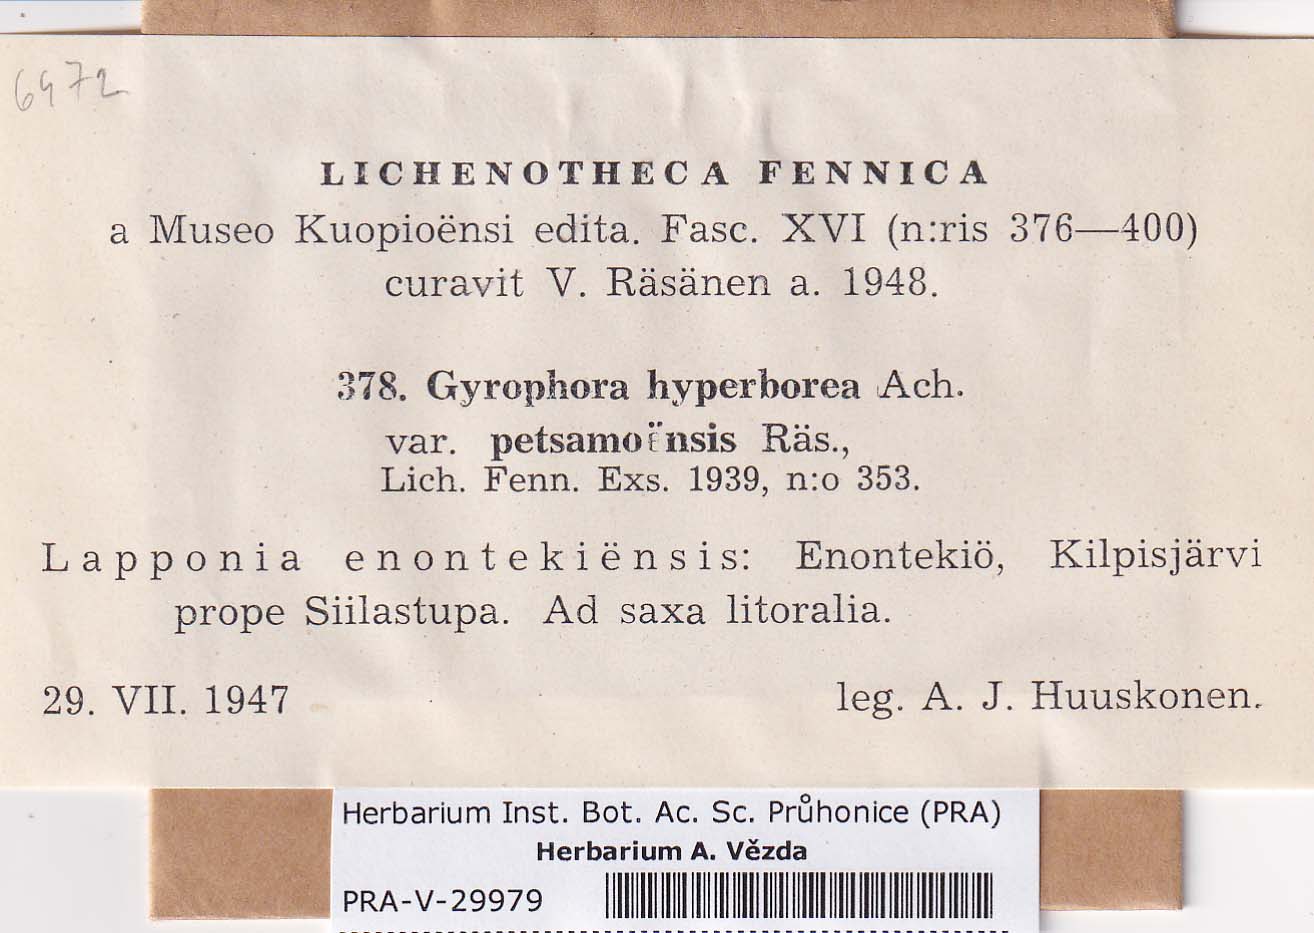 6472
LICHENOTHECA FENNICA
a Museo Kuopioënsi edita. Fasc. XVI (n:ris 376—400)
curavit V. Räsänen a. 1948.
378. Gyrophora hyperborea Ach.
var. petsamoënsis Räs.,
Lich. Fenn. Exs. 1939, n:o 353.
Lapponia enontekiënsis: Enontekiö, Kilpisjärvi
prope Siilastupa. Ad saxa litoralia.
29. VII. 1947 leg. A. J. Huuskonen.
Herbarium Inst. Bot. Ac. Sc. Průhonice (PRA)
Herbarium A. Vězda
PRA-V-29979